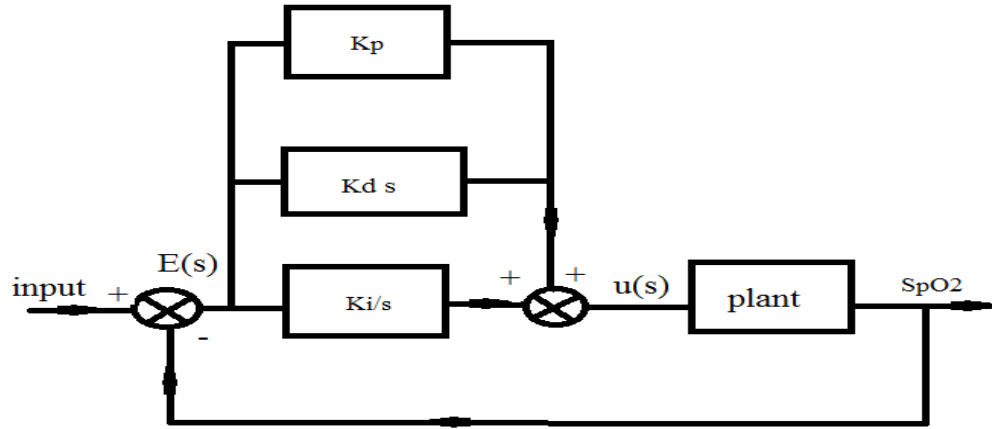 Kp
Kd s
E(s)
input
+
-
Ki/s
+
+
u(s)
plant
SpO2